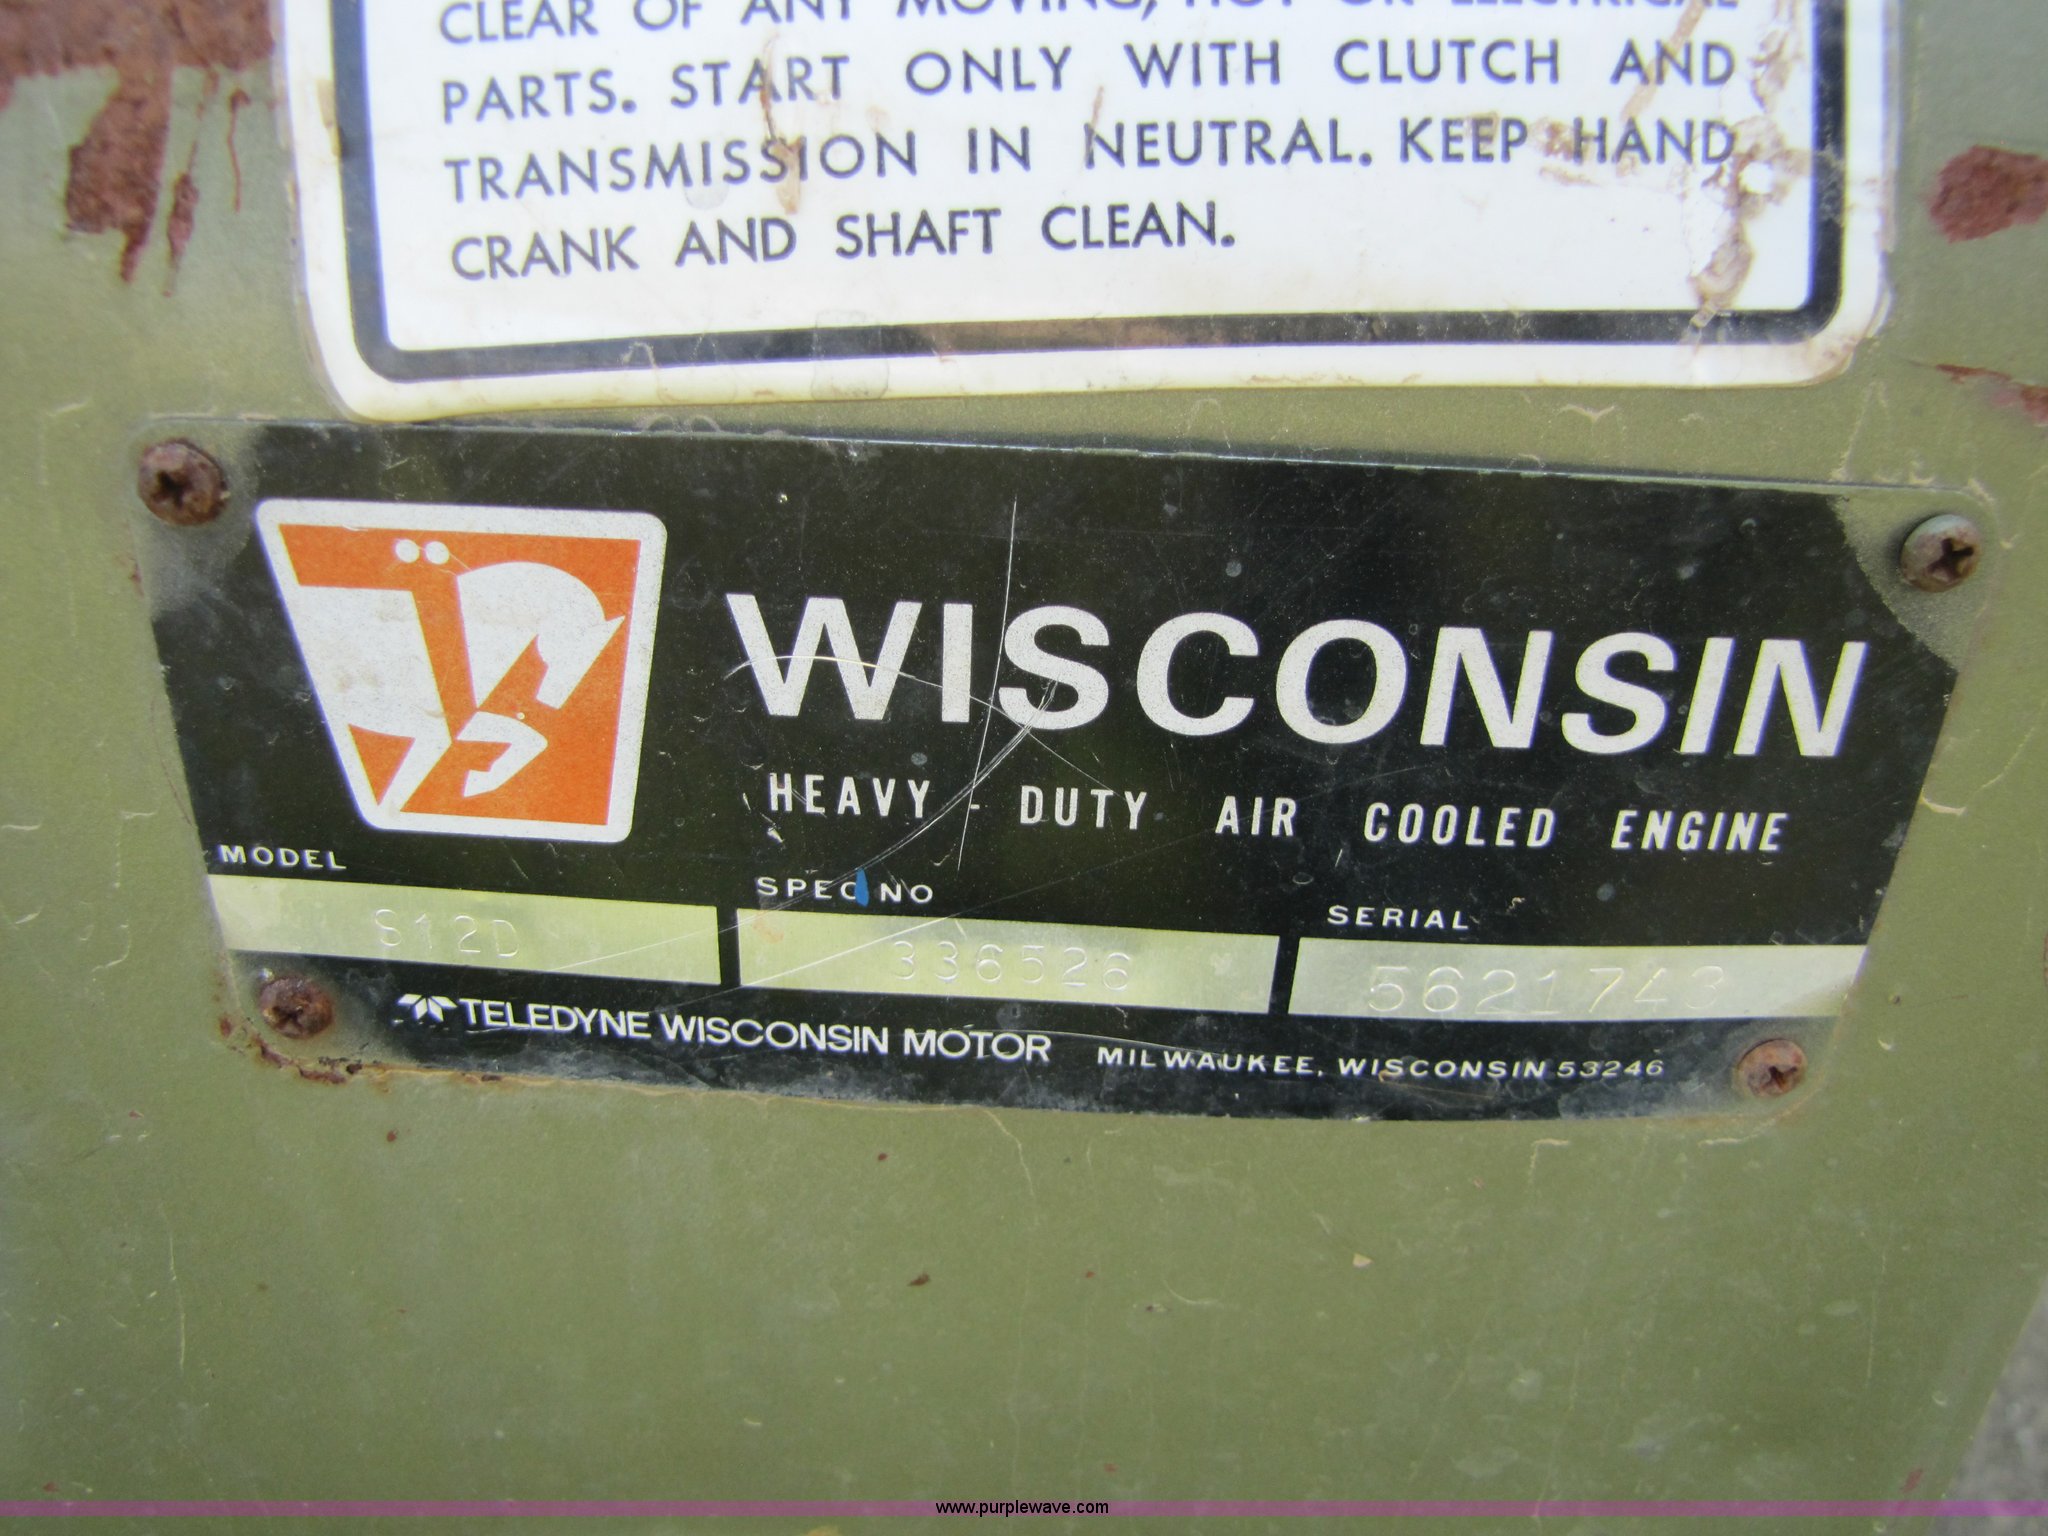 CLEAR OF ANY MOVING, HOT OR ELECTRICAL
PARTS. START ONLY WITH CLUTCH AND
TRANSMISSION IN NEUTRAL. KEEP HAND
CRANK AND SHAFT CLEAN.
WISCONSIN
HEAVY-DUTY AIR COOLED ENGINE
MODEL SPEC NO SERIAL
S12D 336526 5621743
TELEDYNE WISCONSIN MOTOR MILWAUKEE, WISCONSIN 53246
www.purplewave.com